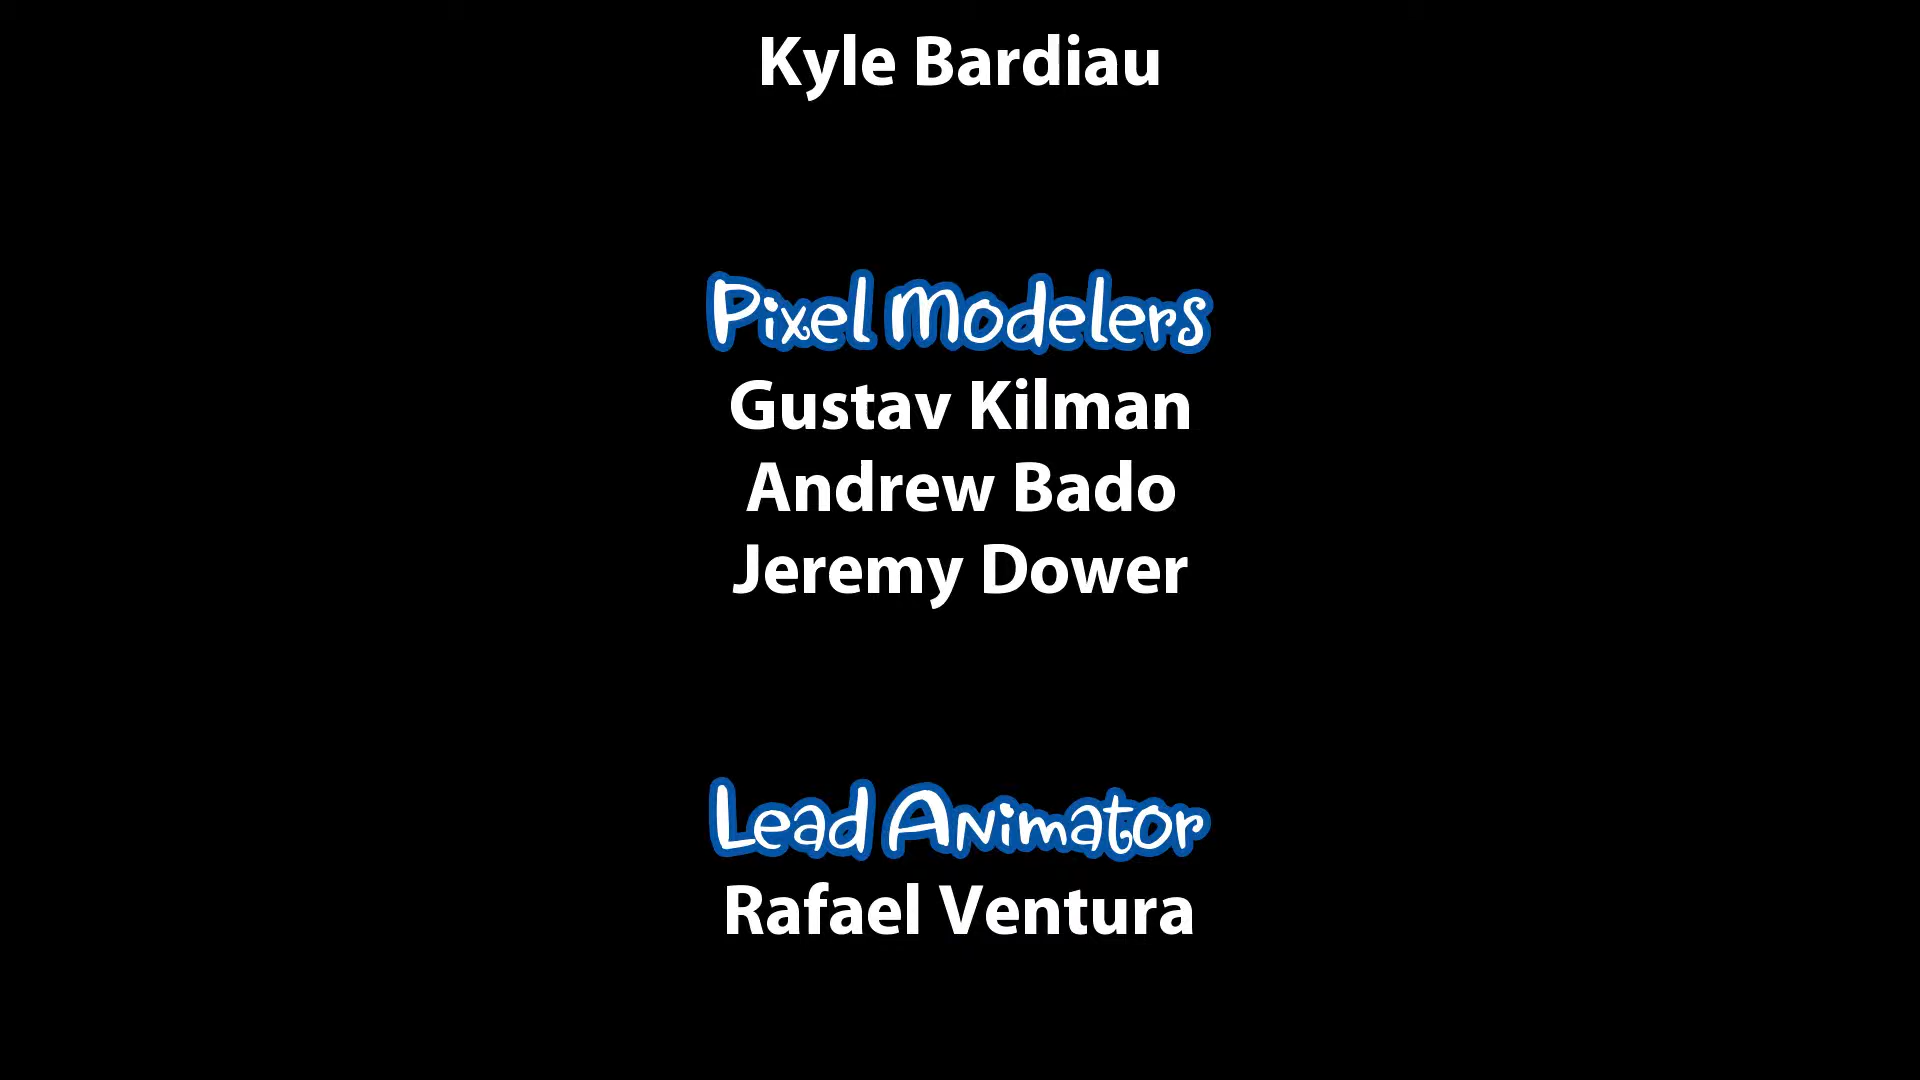 Kyle Bardiau
Pixel Modelers
Gustav Kilman
Andrew Bado
Jeremy Dower
Lead Animator
Rafael Ventura